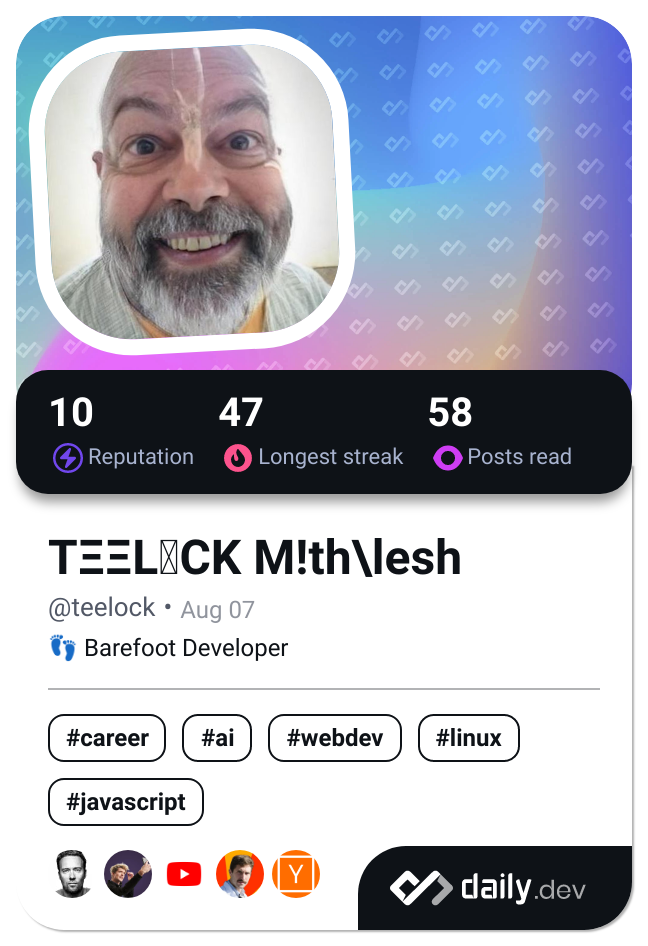 10 47 58
Reputation Longest streak Posts read
TΞΞL▯CK M!th\lesh
@teelock • Aug 07
👣 Barefoot Developer
#career #ai #webdev #linux
#javascript
Y
daily.dev